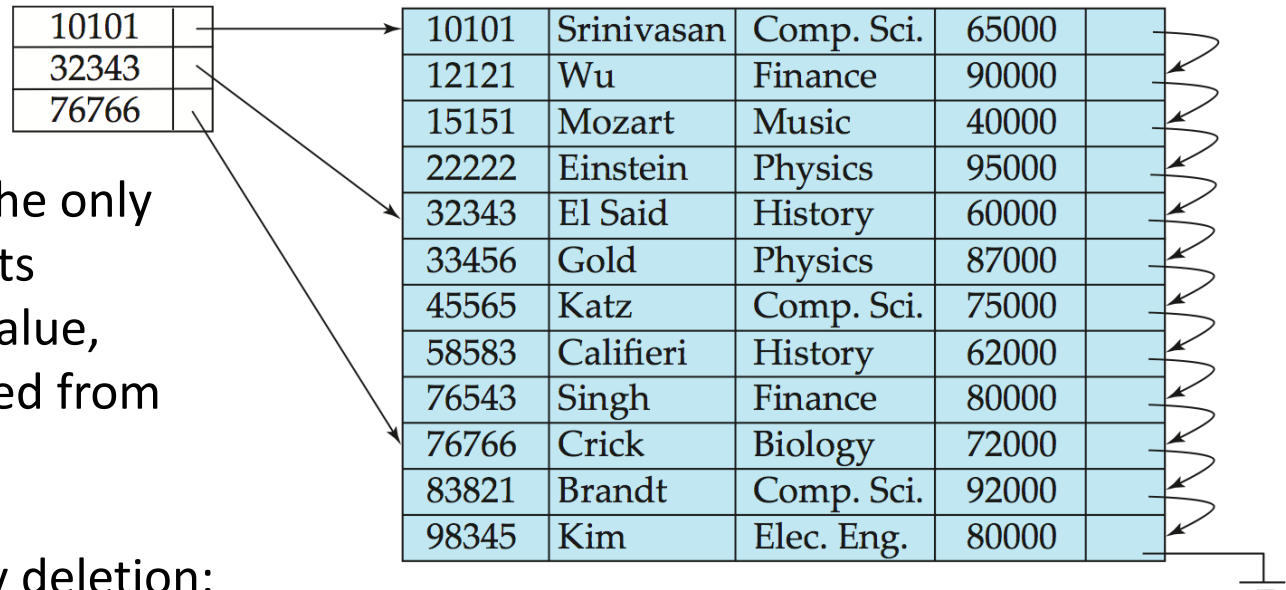 10101
32343
76766
10101 Srinivasan Comp. Sci. 65000
12121 Wu Finance 90000
15151 Mozart Music 40000
22222 Einstein Physics 95000
32343 El Said History 60000
33456 Gold Physics 87000
45565 Katz Comp. Sci. 75000
58583 Califieri History 62000
76543 Singh Finance 80000
76766 Crick Biology 72000
83821 Brandt Comp. Sci. 92000
98345 Kim Elec. Eng. 80000
he only
ts
alue,
ed from
y deletion: